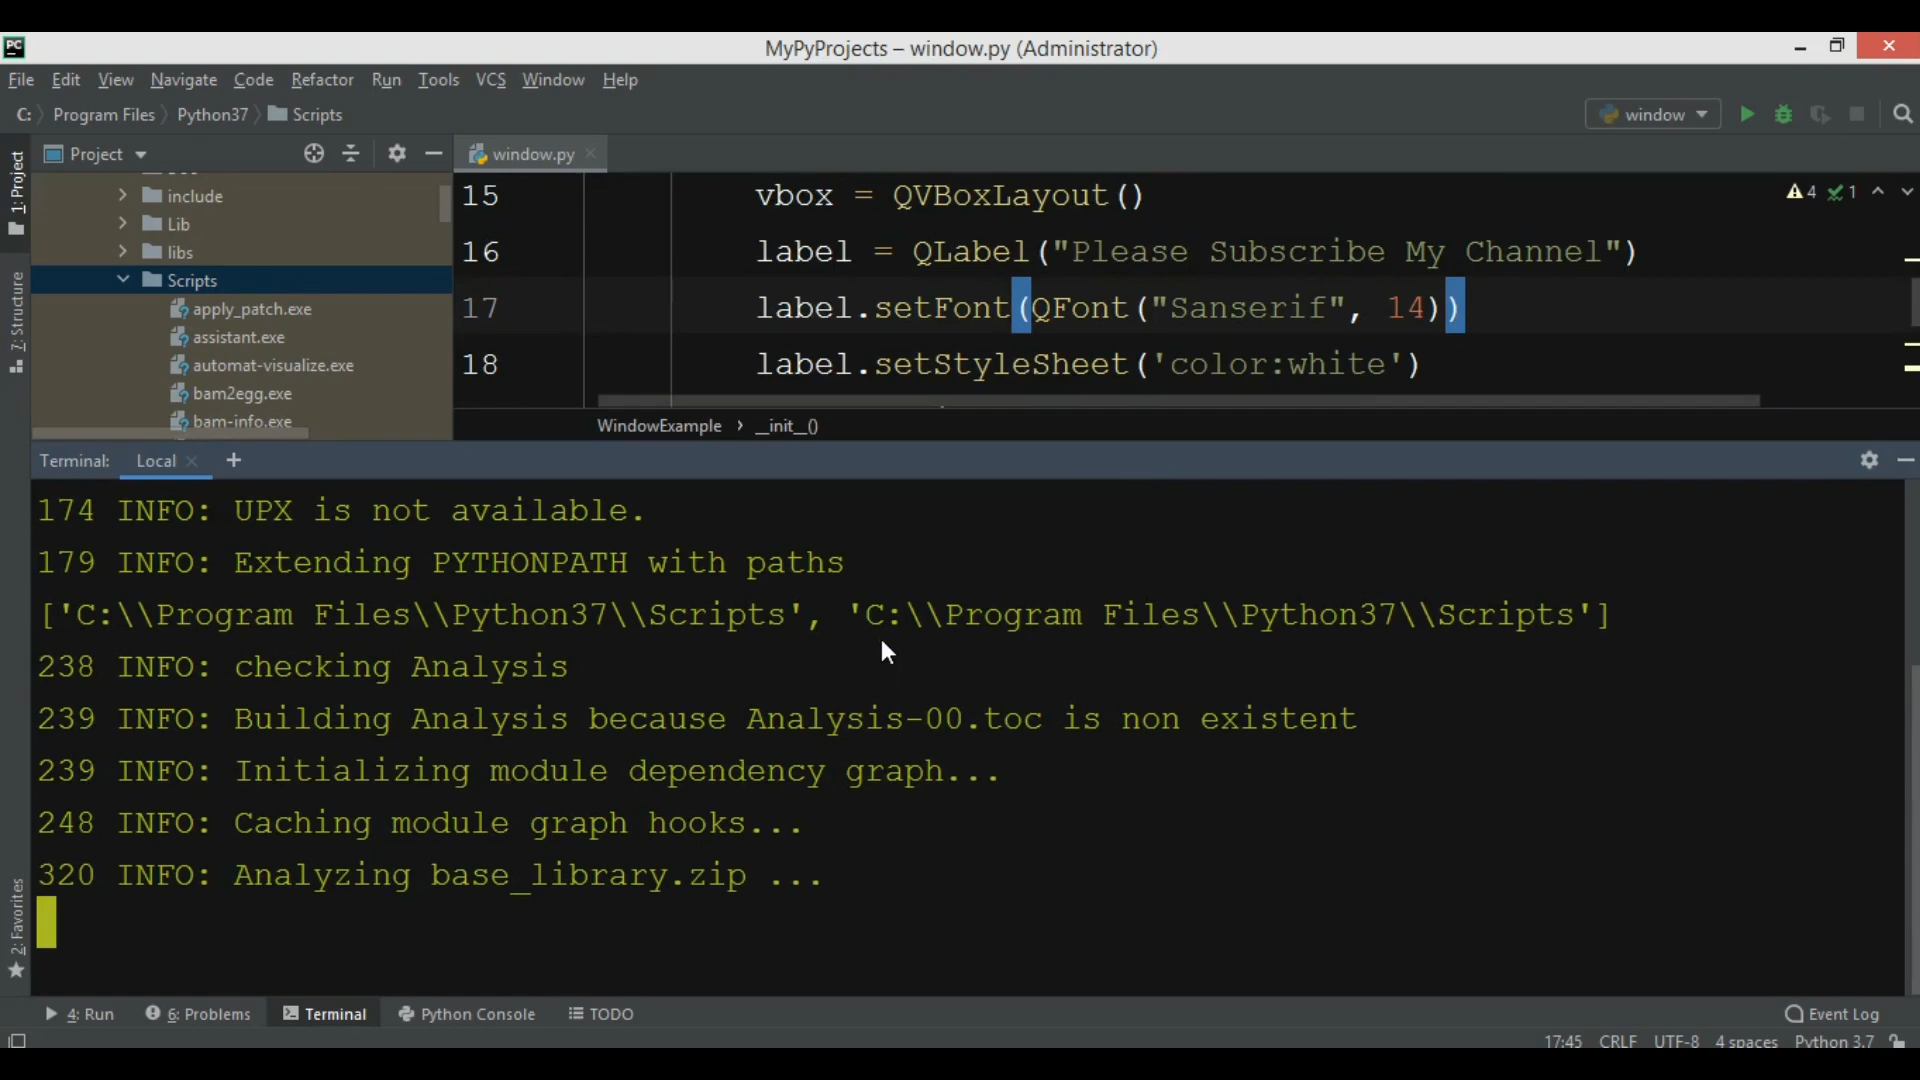 PC MyPyProjects – window.py (Administrator)
File Edit View Navigate Code Refactor Run Tools VCS Window Help
C: Program Files Python37 Scripts window
1: Project
7: Structure
2: Favorites
Project
include
Lib
libs
Scripts
apply_patch.exe
assistant.exe
automat-visualize.exe
bam2egg.exe
bam-info.exe
window.py
15 vbox = QVBoxLayout()
16 label = QLabel("Please Subscribe My Channel")
17 label.setFont(QFont("Sanserif", 14))
18 label.setStyleSheet('color:white')
4 1
WindowExample › __init__()
Terminal: Local +
174 INFO: UPX is not available.
179 INFO: Extending PYTHONPATH with paths
['C:\\Program Files\\Python37\\Scripts', 'C:\\Program Files\\Python37\\Scripts']
238 INFO: checking Analysis
239 INFO: Building Analysis because Analysis-00.toc is non existent
239 INFO: Initializing module dependency graph...
248 INFO: Caching module graph hooks...
320 INFO: Analyzing base_library.zip ...
4: Run 6: Problems Terminal Python Console TODO Event Log
17:45 CRLF UTF-8 4 spaces Python 3.7